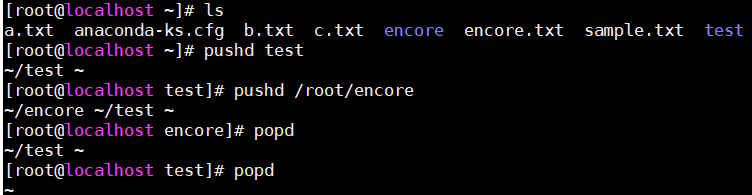 [root@localhost ~]# ls
a.txt  anaconda-ks.cfg  b.txt  c.txt  encore  encore.txt  sample.txt  test
[root@localhost ~]# pushd test
~/test ~
[root@localhost test]# pushd /root/encore
~/encore ~/test ~
[root@localhost encore]# popd
~/test ~
[root@localhost test]# popd
~